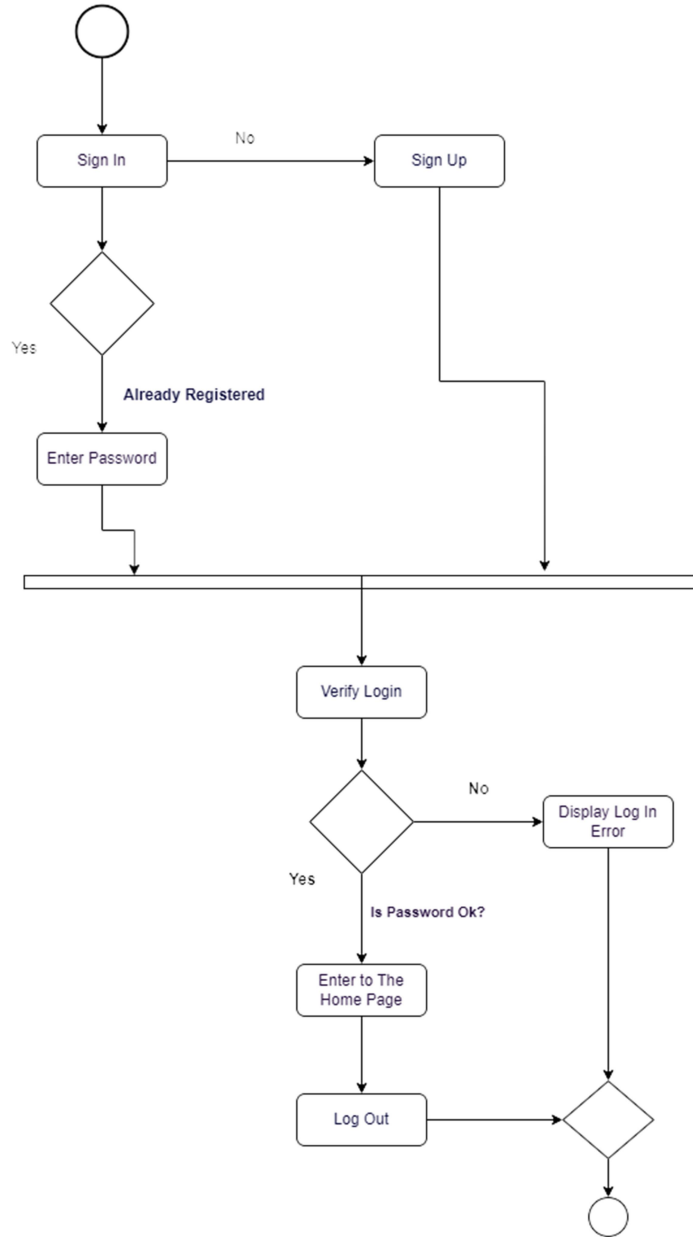 No
Sign In
Sign Up
Yes
Already Registered
Enter Password
Verify Login
No
Display Log In
Error
Yes
Is Password Ok?
Enter to The
Home Page
Log Out